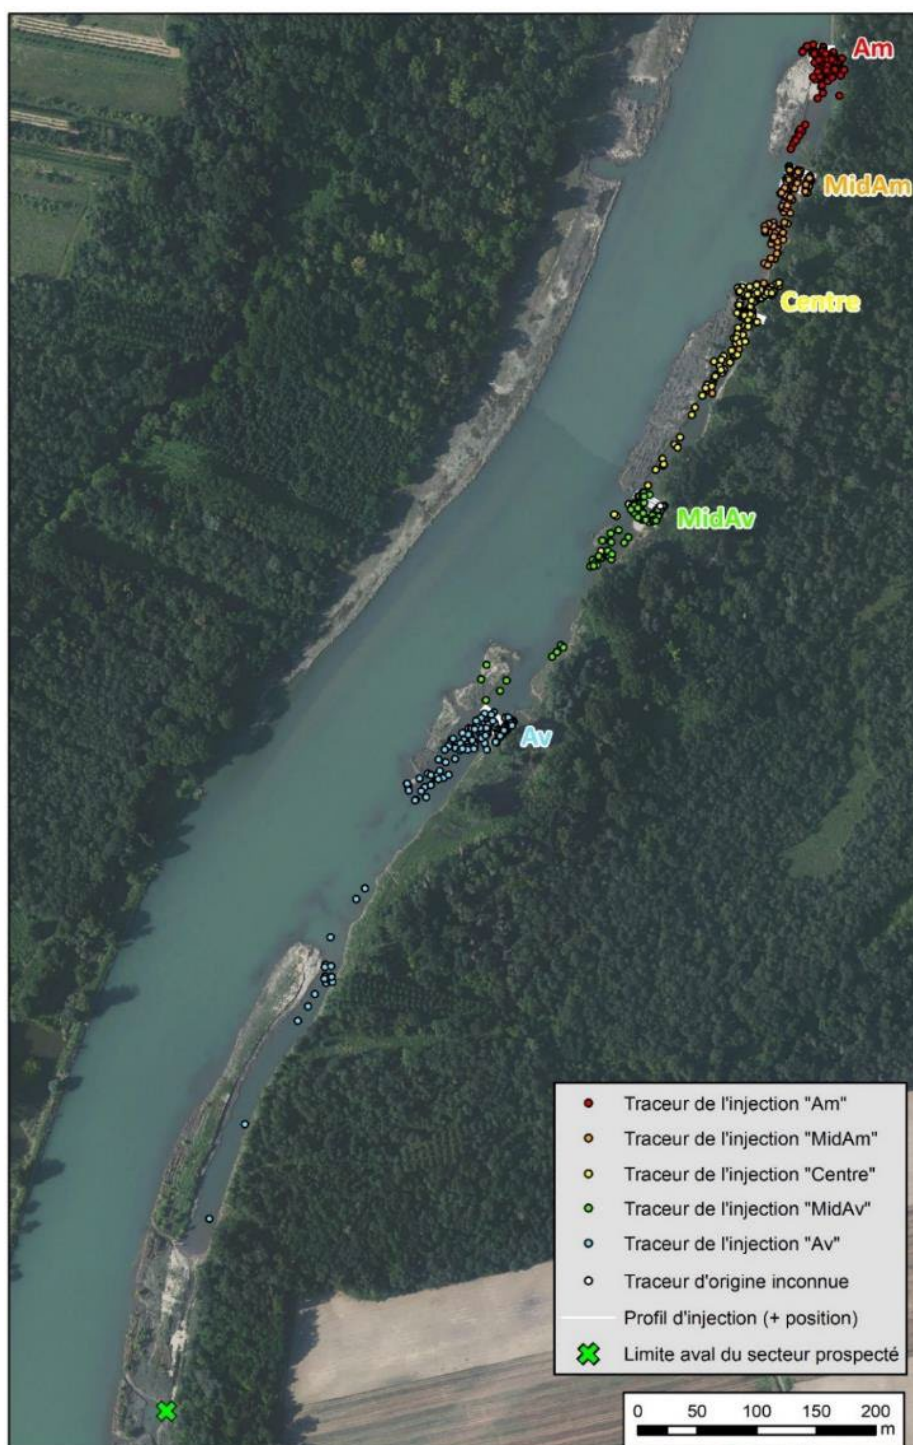 Am
MidAm
Centre
MidAv
Av
Traceur de l'injection "Am"
Traceur de l'injection "MidAm"
Traceur de l'injection "Centre"
Traceur de l'injection "MidAv"
Traceur de l'injection "Av"
Traceur d'origine inconnue
Profil d'injection (+ position)
Limite aval du secteur prospecté
0 50 100 150 200
m